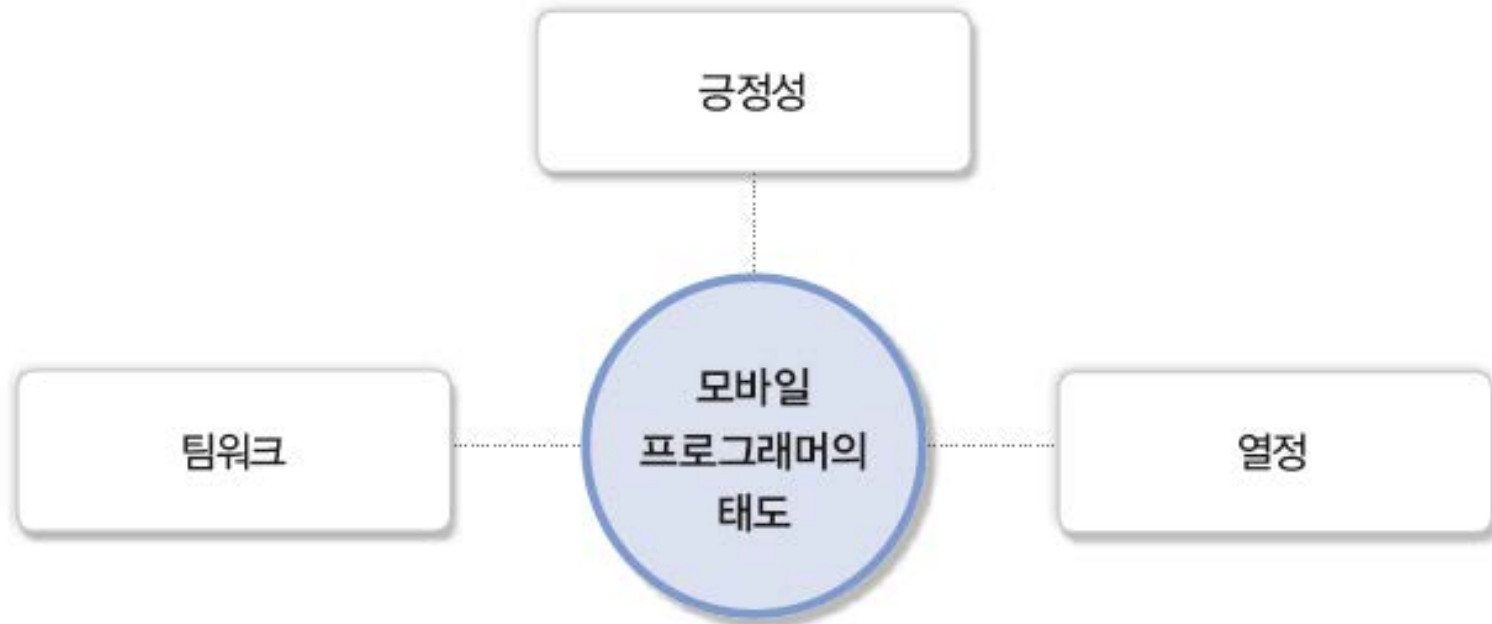 긍정성
팀워크
모바일
프로그래머의
태도
열정